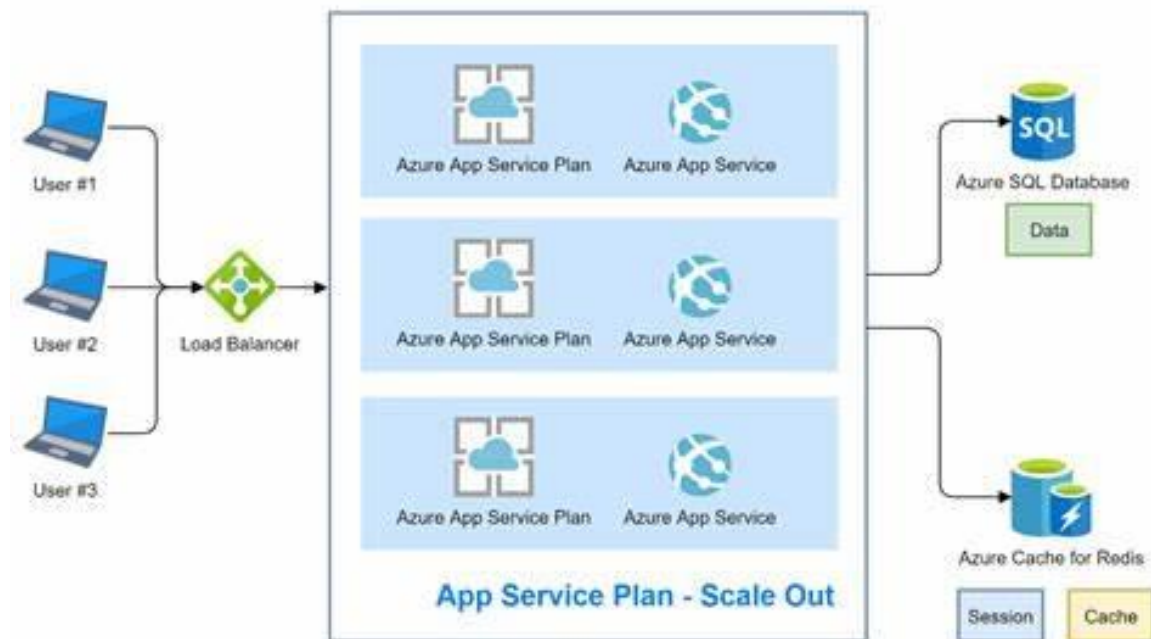 User #1
User #2
User #3
Load Balancer
Azure App Service Plan
Azure App Service
Azure App Service Plan
Azure App Service
Azure App Service Plan
Azure App Service
App Service Plan - Scale Out
SQL
Azure SQL Database
Data
Azure Cache for Redis
Session
Cache